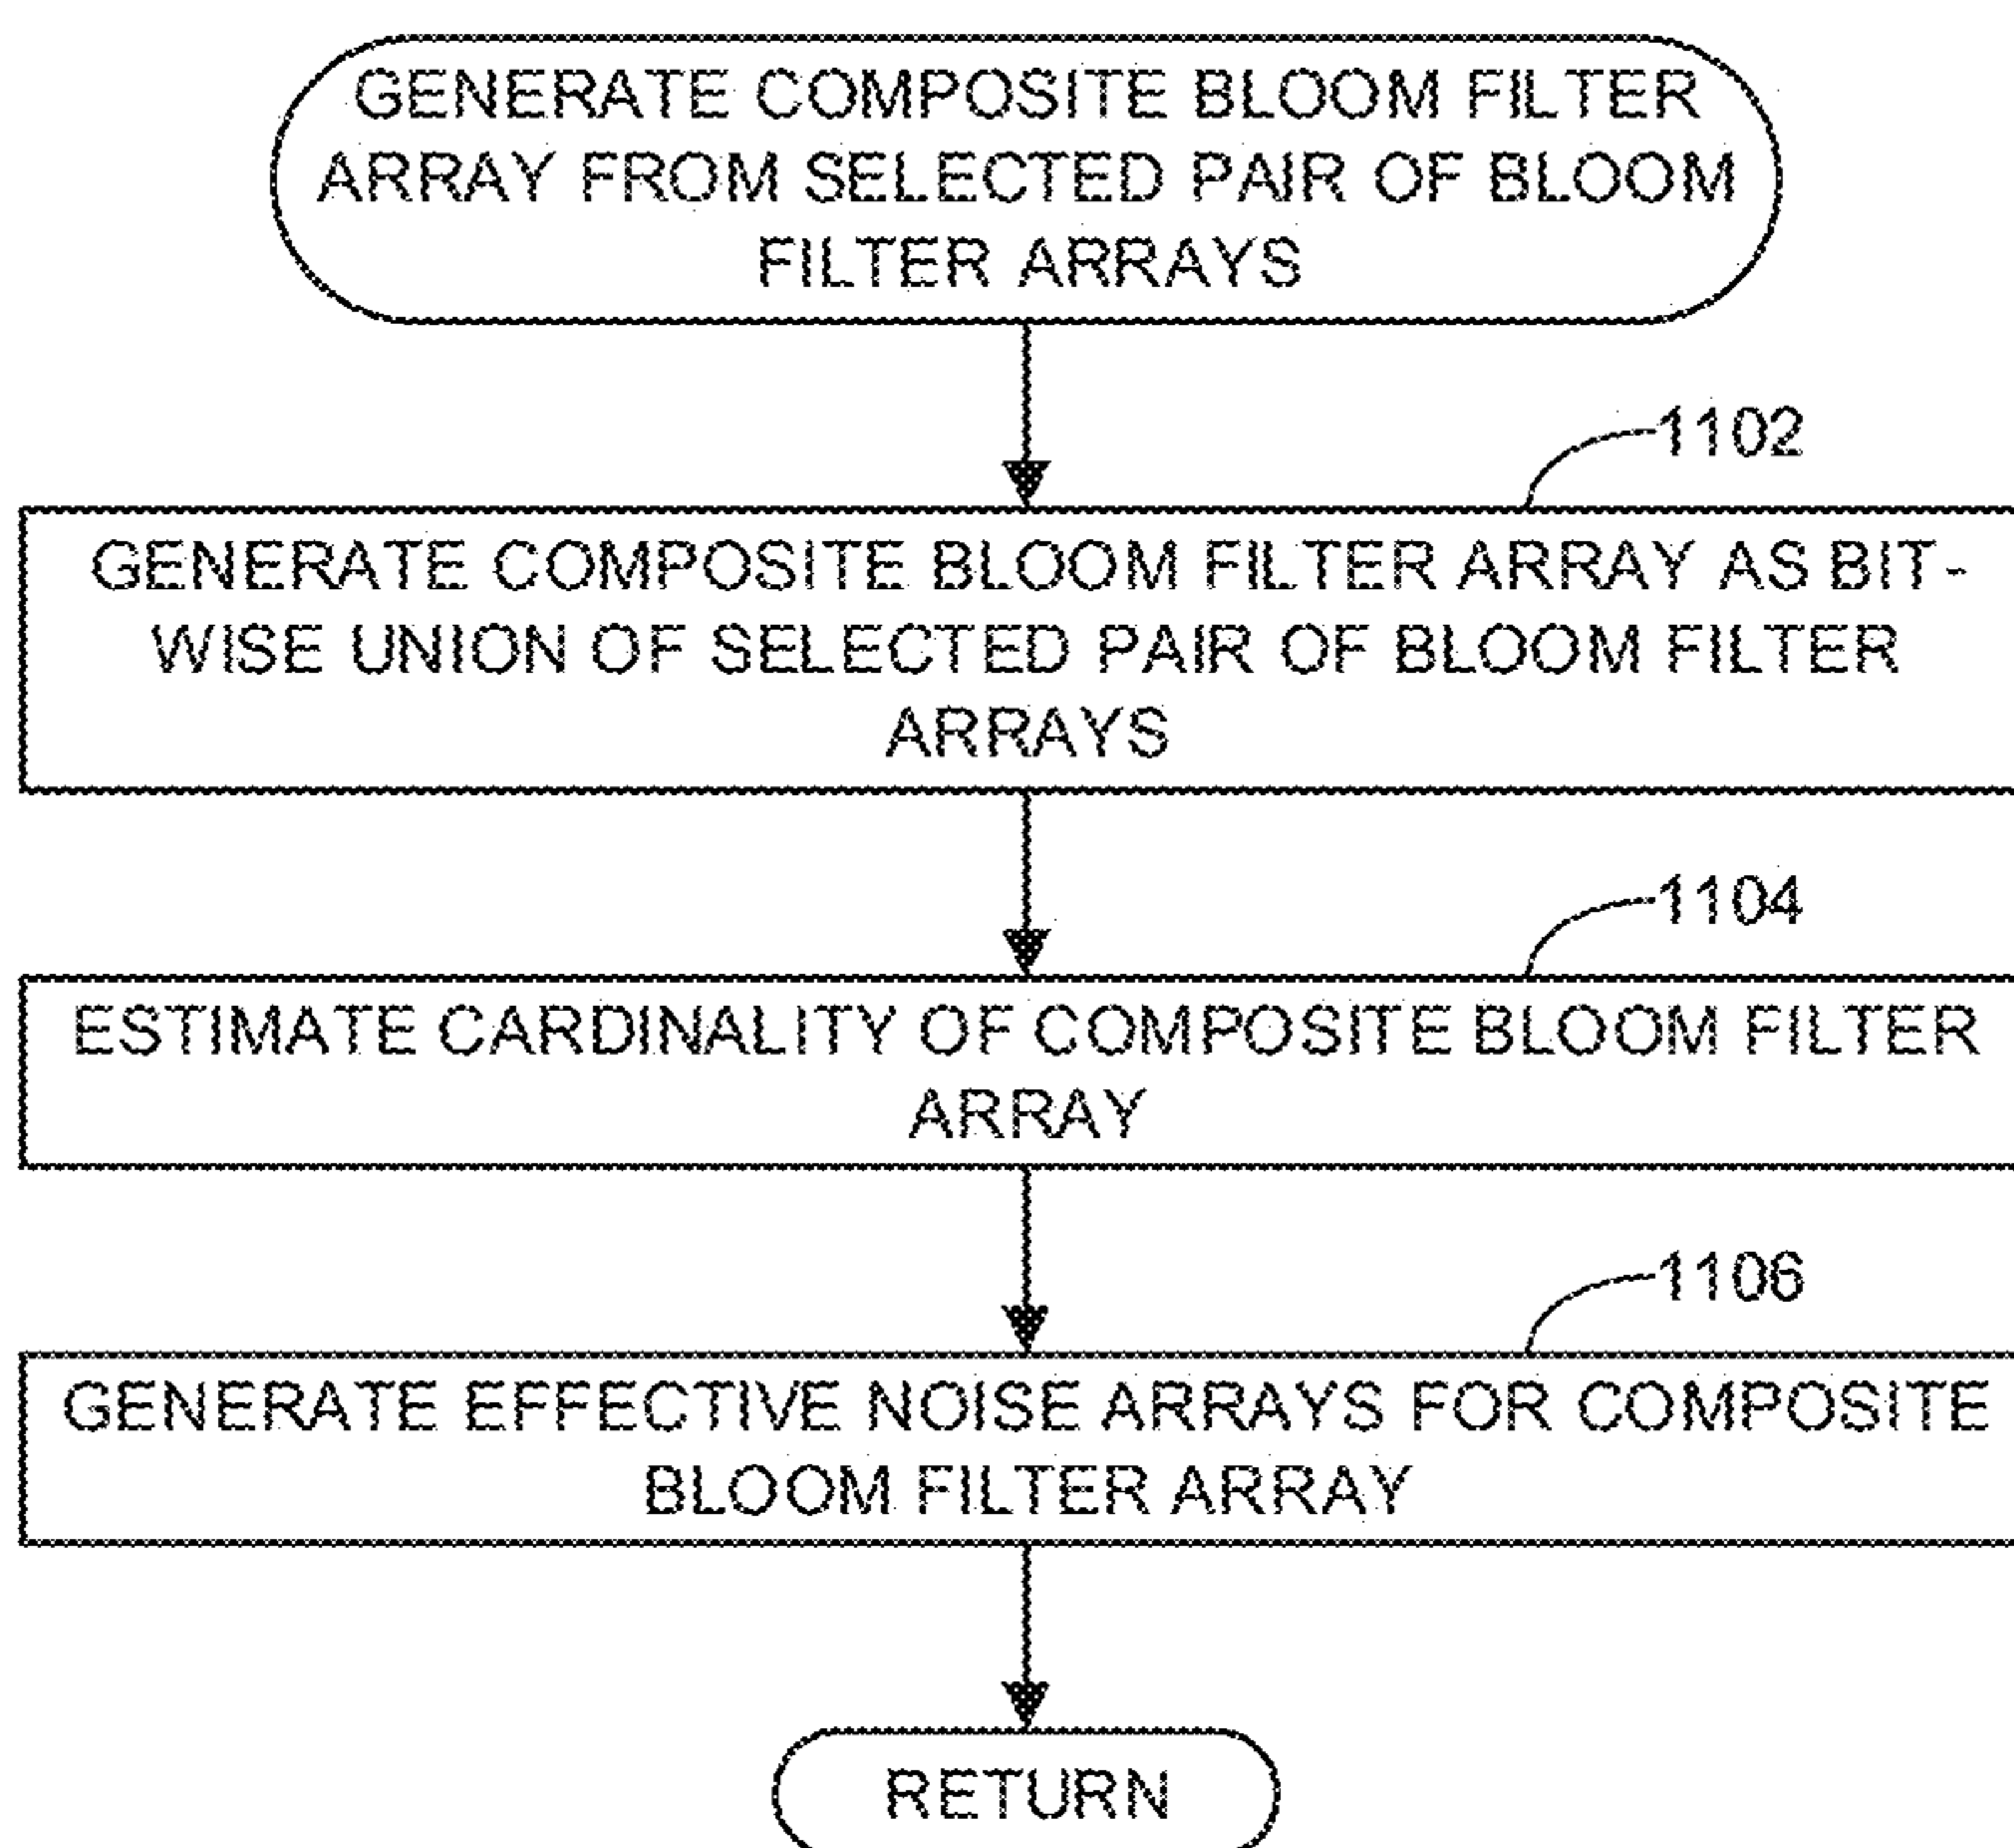 GENERATE COMPOSITE BLOOM FILTER
ARRAY FROM SELECTED PAIR OF BLOOM
FILTER ARRAYS
1102
GENERATE COMPOSITE BLOOM FILTER ARRAY AS BIT-
WISE UNION OF SELECTED PAIR OF BLOOM FILTER
ARRAYS
1104
ESTIMATE CARDINALITY OF COMPOSITE BLOOM FILTER
ARRAY
1106
GENERATE EFFECTIVE NOISE ARRAYS FOR COMPOSITE
BLOOM FILTER ARRAY
RETURN